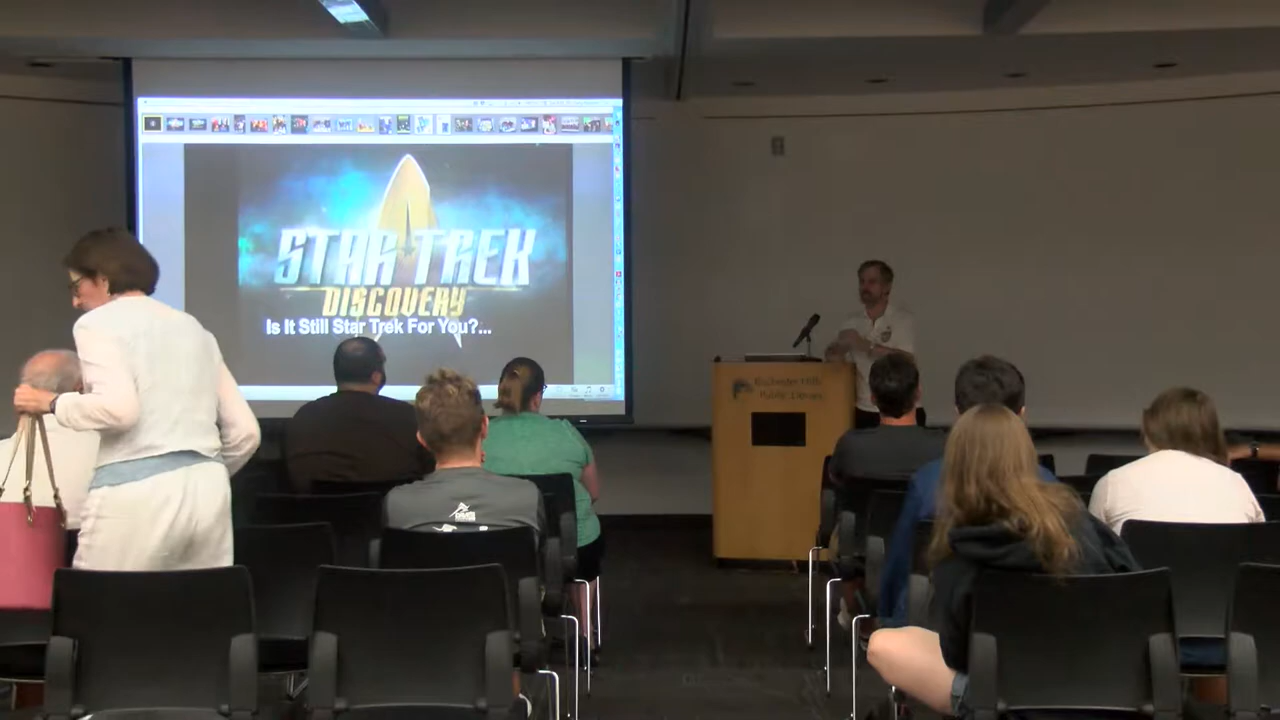 STAR TREK
DISCOVERY
Is It Still Star Trek For You?...
Rochester Hills
Public Library